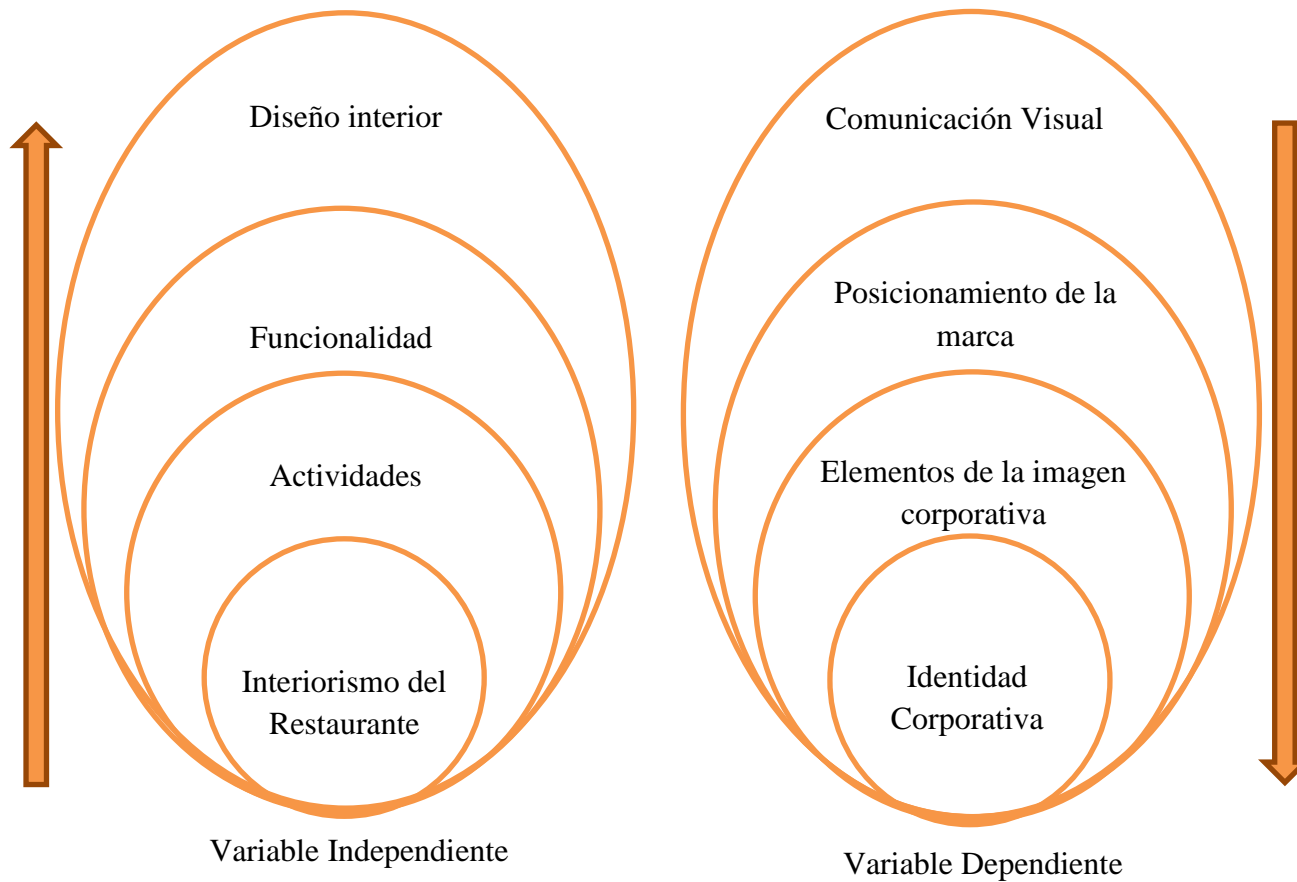 Diseño interior
Funcionalidad
Actividades
Interiorismo del
Restaurante
Variable Independiente
Comunicación Visual
Posicionamiento de la
marca
Elementos de la imagen
corporativa
Identidad
Corporativa
Variable Dependiente